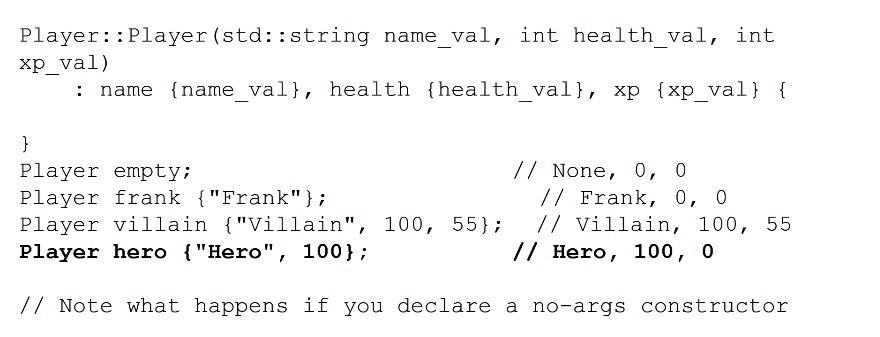 Player::Player(std::string name_val, int health_val, int
xp_val)
    : name {name_val}, health {health_val}, xp {xp_val} {

}
Player empty;                        // None, 0, 0
Player frank {"Frank"};                // Frank, 0, 0
Player villain {"Villain", 100, 55};  // Villain, 100, 55
Player hero {"Hero", 100};           // Hero, 100, 0

// Note what happens if you declare a no-args constructor